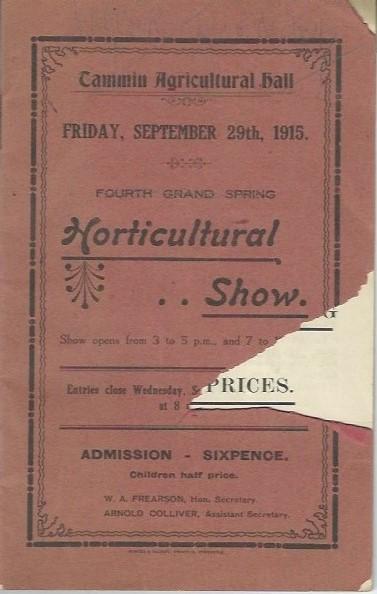 Tammin Agricultural Hall
FRIDAY, SEPTEMBER 29th, 1915.
FOURTH GRAND SPRING
Horticultural
. . Show.
G
Show opens from 3 to 5 p.m., and 7 to
PRICES.
Entries close Wednesday, S
at 8
ADMISSION - SIXPENCE.
Children half price.
W. A. FREARSON, Hon. Secretary.
ARNOLD COLLIVER, Assistant Secretary.